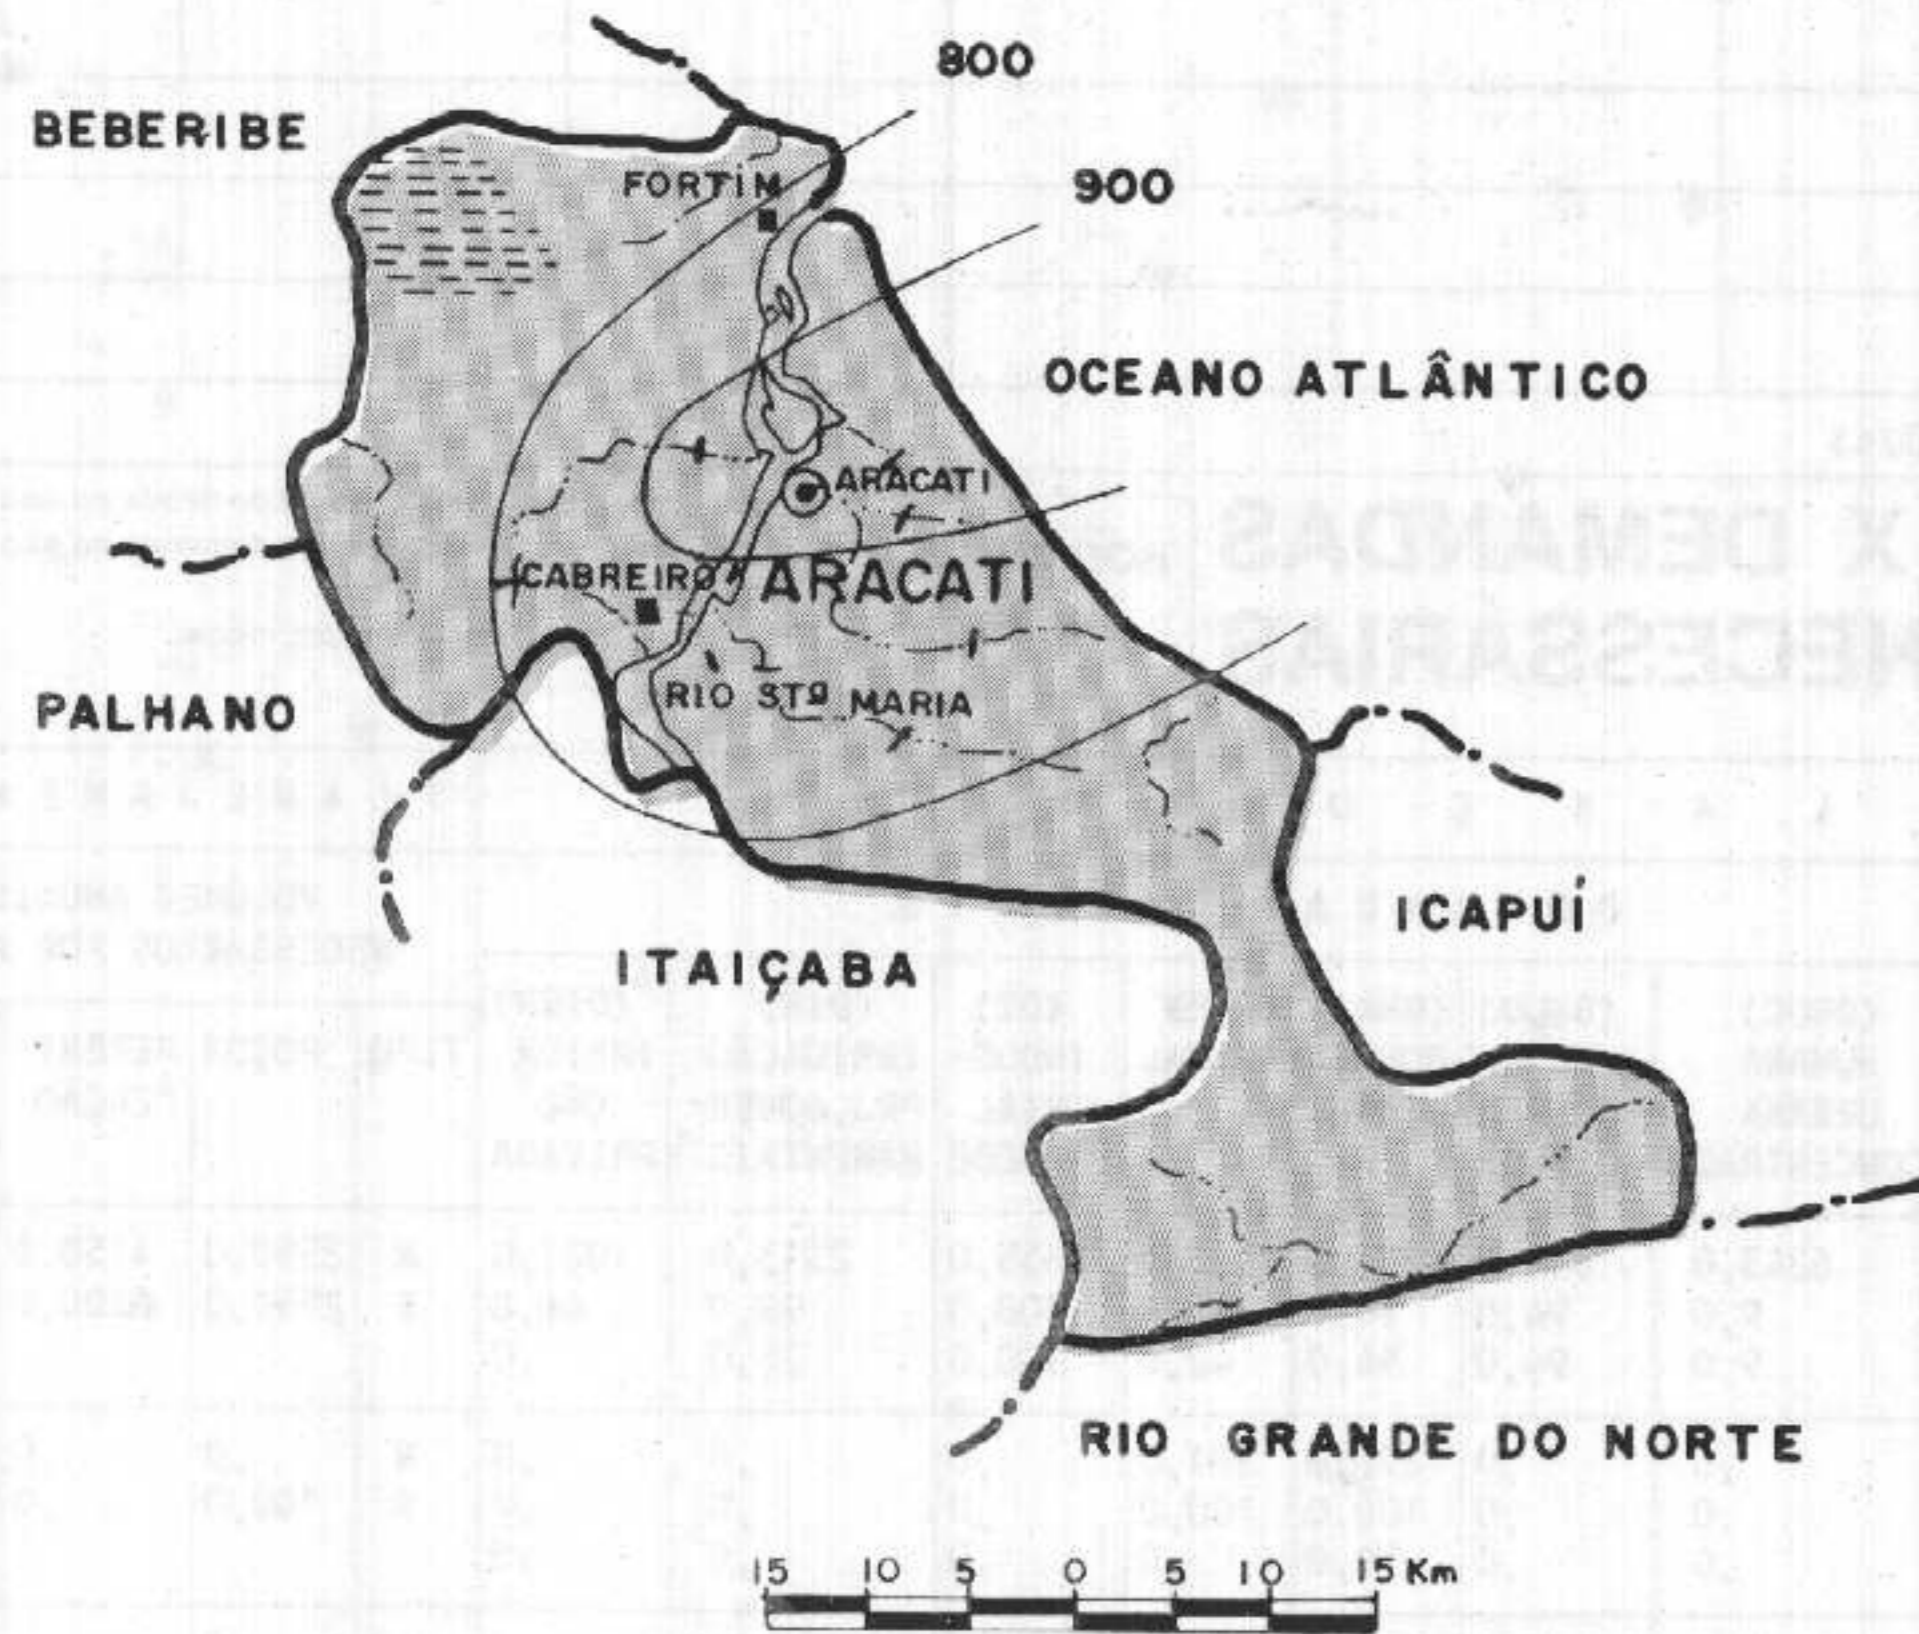 800
BEBERIBE
900
FORTIM
OCEANO ATLÂNTICO
ARACATI
CABREIRO
ARACATI
RIO STª MARIA
PALHANO
ICAPUÍ
ITAIÇABA
RIO GRANDE DO NORTE
15 10 5 0 5 10 15 Km